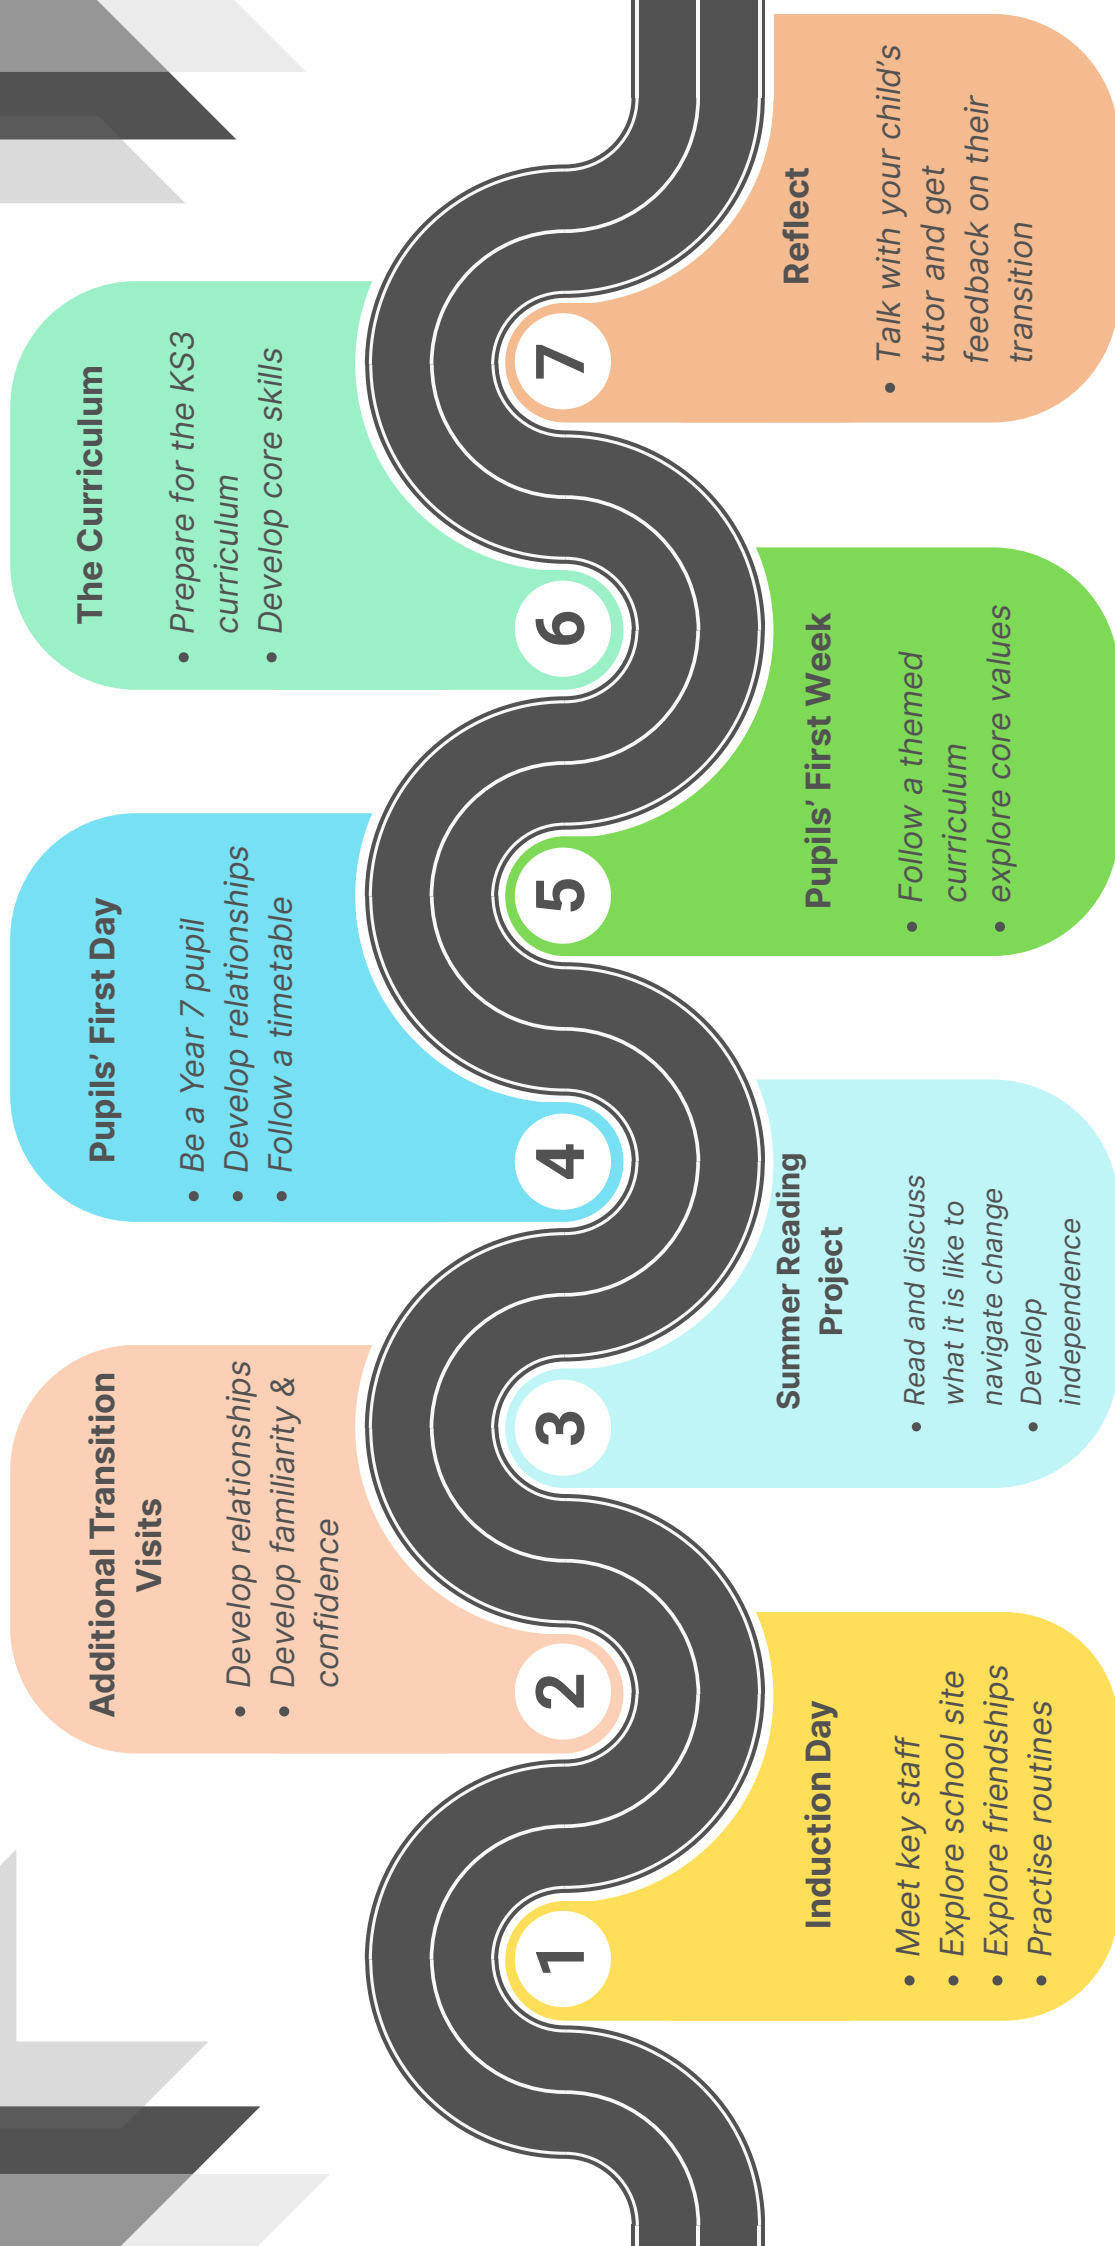 1
Induction Day
Meet key staff
Explore school site
Explore friendships
Practise routines
2
Additional Transition
Visits
Develop relationships
Develop familiarity &
confidence
3
Summer Reading
Project
Read and discuss
what it is like to
navigate change
Develop
independence
4
Pupils’ First Day
Be a Year 7 pupil
Develop relationships
Follow a timetable
5
Pupils’ First Week
Follow a themed
curriculum
explore core values
6
The Curriculum
Prepare for the KS3
curriculum
Develop core skills
7
Reflect
Talk with your child’s
tutor and get
feedback on their
transition